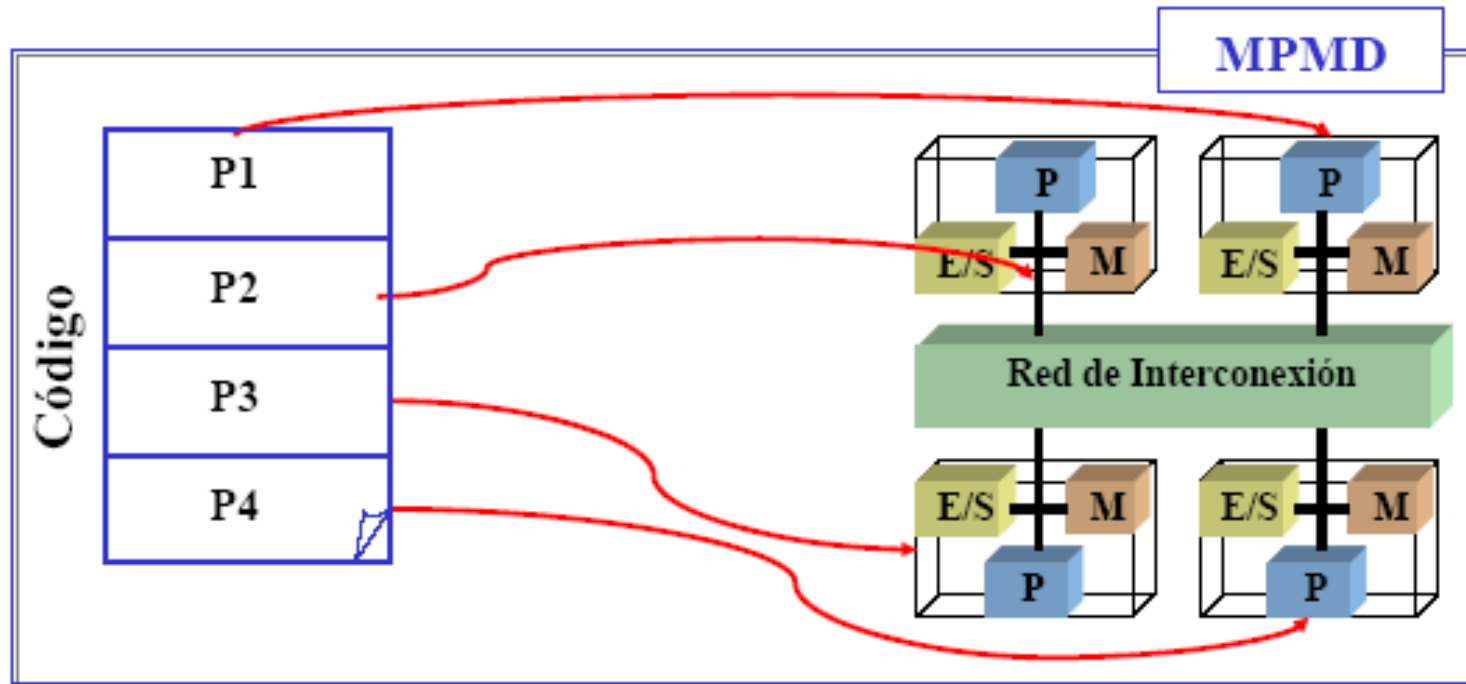 MPMD
Código
P1
P2
P3
P4
P
P
E/S
M
E/S
M
Red de Interconexión
E/S
M
E/S
M
P
P